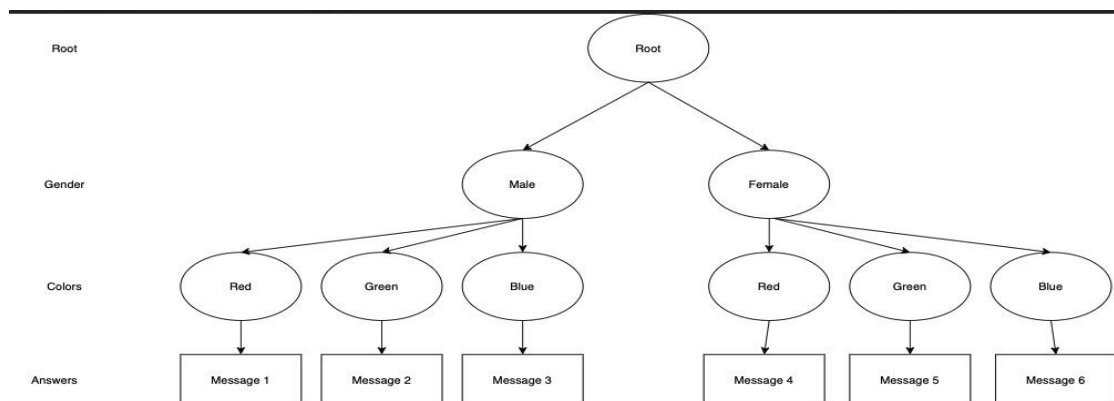 Root Root
Gender Male Female
Colors Red Green Blue Red Green Blue
Answers Message 1 Message 2 Message 3 Message 4 Message 5 Message 6